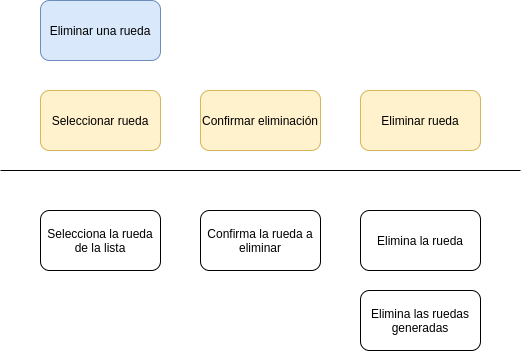 Eliminar una rueda
Seleccionar rueda
Confirmar eliminación
Eliminar rueda
Selecciona la rueda
de la lista
Confirma la rueda a
eliminar
Elimina la rueda
Elimina las ruedas
generadas